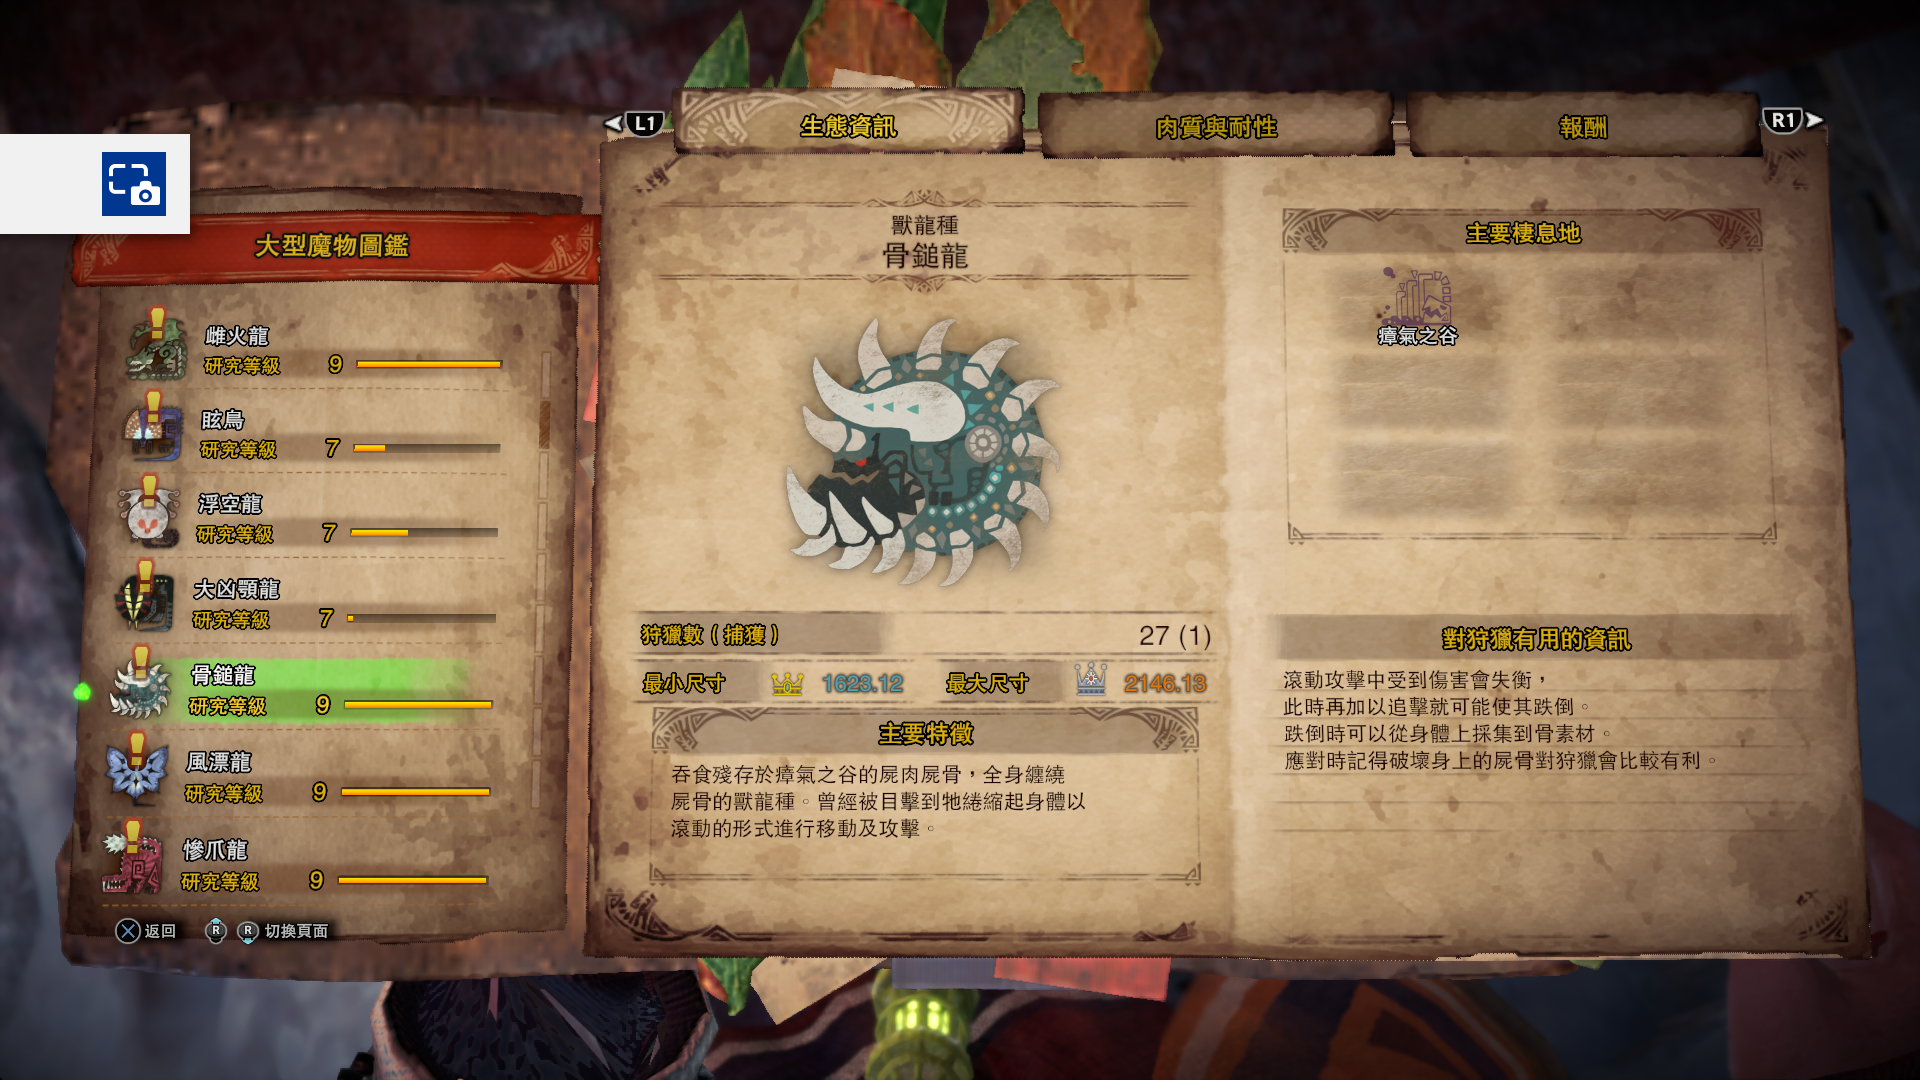 L1
生態資訊
肉質與耐性
報酬
R1
大型魔物圖鑑
雌火龍
研究等級 9
眩鳥
研究等級 7
浮空龍
研究等級 7
大凶顎龍
研究等級 7
骨鎚龍
研究等級 9
風漂龍
研究等級 9
慘爪龍
研究等級 9
返回
R R 切換頁面
獸龍種
骨鎚龍
狩獵數(捕獲) 27 (1)
最小尺寸 1623.12 最大尺寸 2146.13
主要特徵
吞食殘存於瘴氣之谷的屍肉屍骨,全身纏繞
屍骨的獸龍種。曾經被目擊到牠綣縮起身體以
滾動的形式進行移動及攻擊。
主要棲息地
瘴氣之谷
對狩獵有用的資訊
滾動攻擊中受到傷害會失衡,
此時再加以追擊就可能使其跌倒。
跌倒時可以從身體上採集到骨素材。
應對時記得破壞身上的屍骨對狩獵會比較有利。